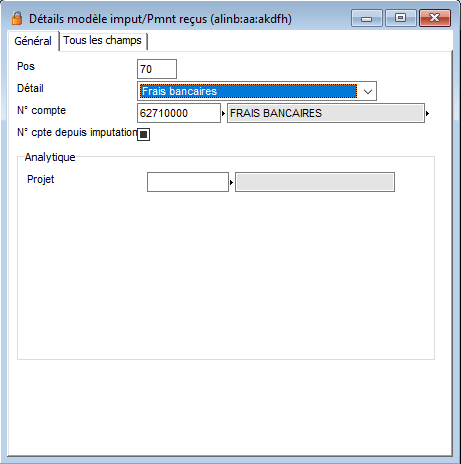 Détails modèle imput/Pmnt reçus (alinb:aa:akdfh)
Général Tous les champs
Pos 70
Détail Frais bancaires
N° compte 62710000 FRAIS BANCAIRES
N° cpte depuis imputation
Analytique
Projet